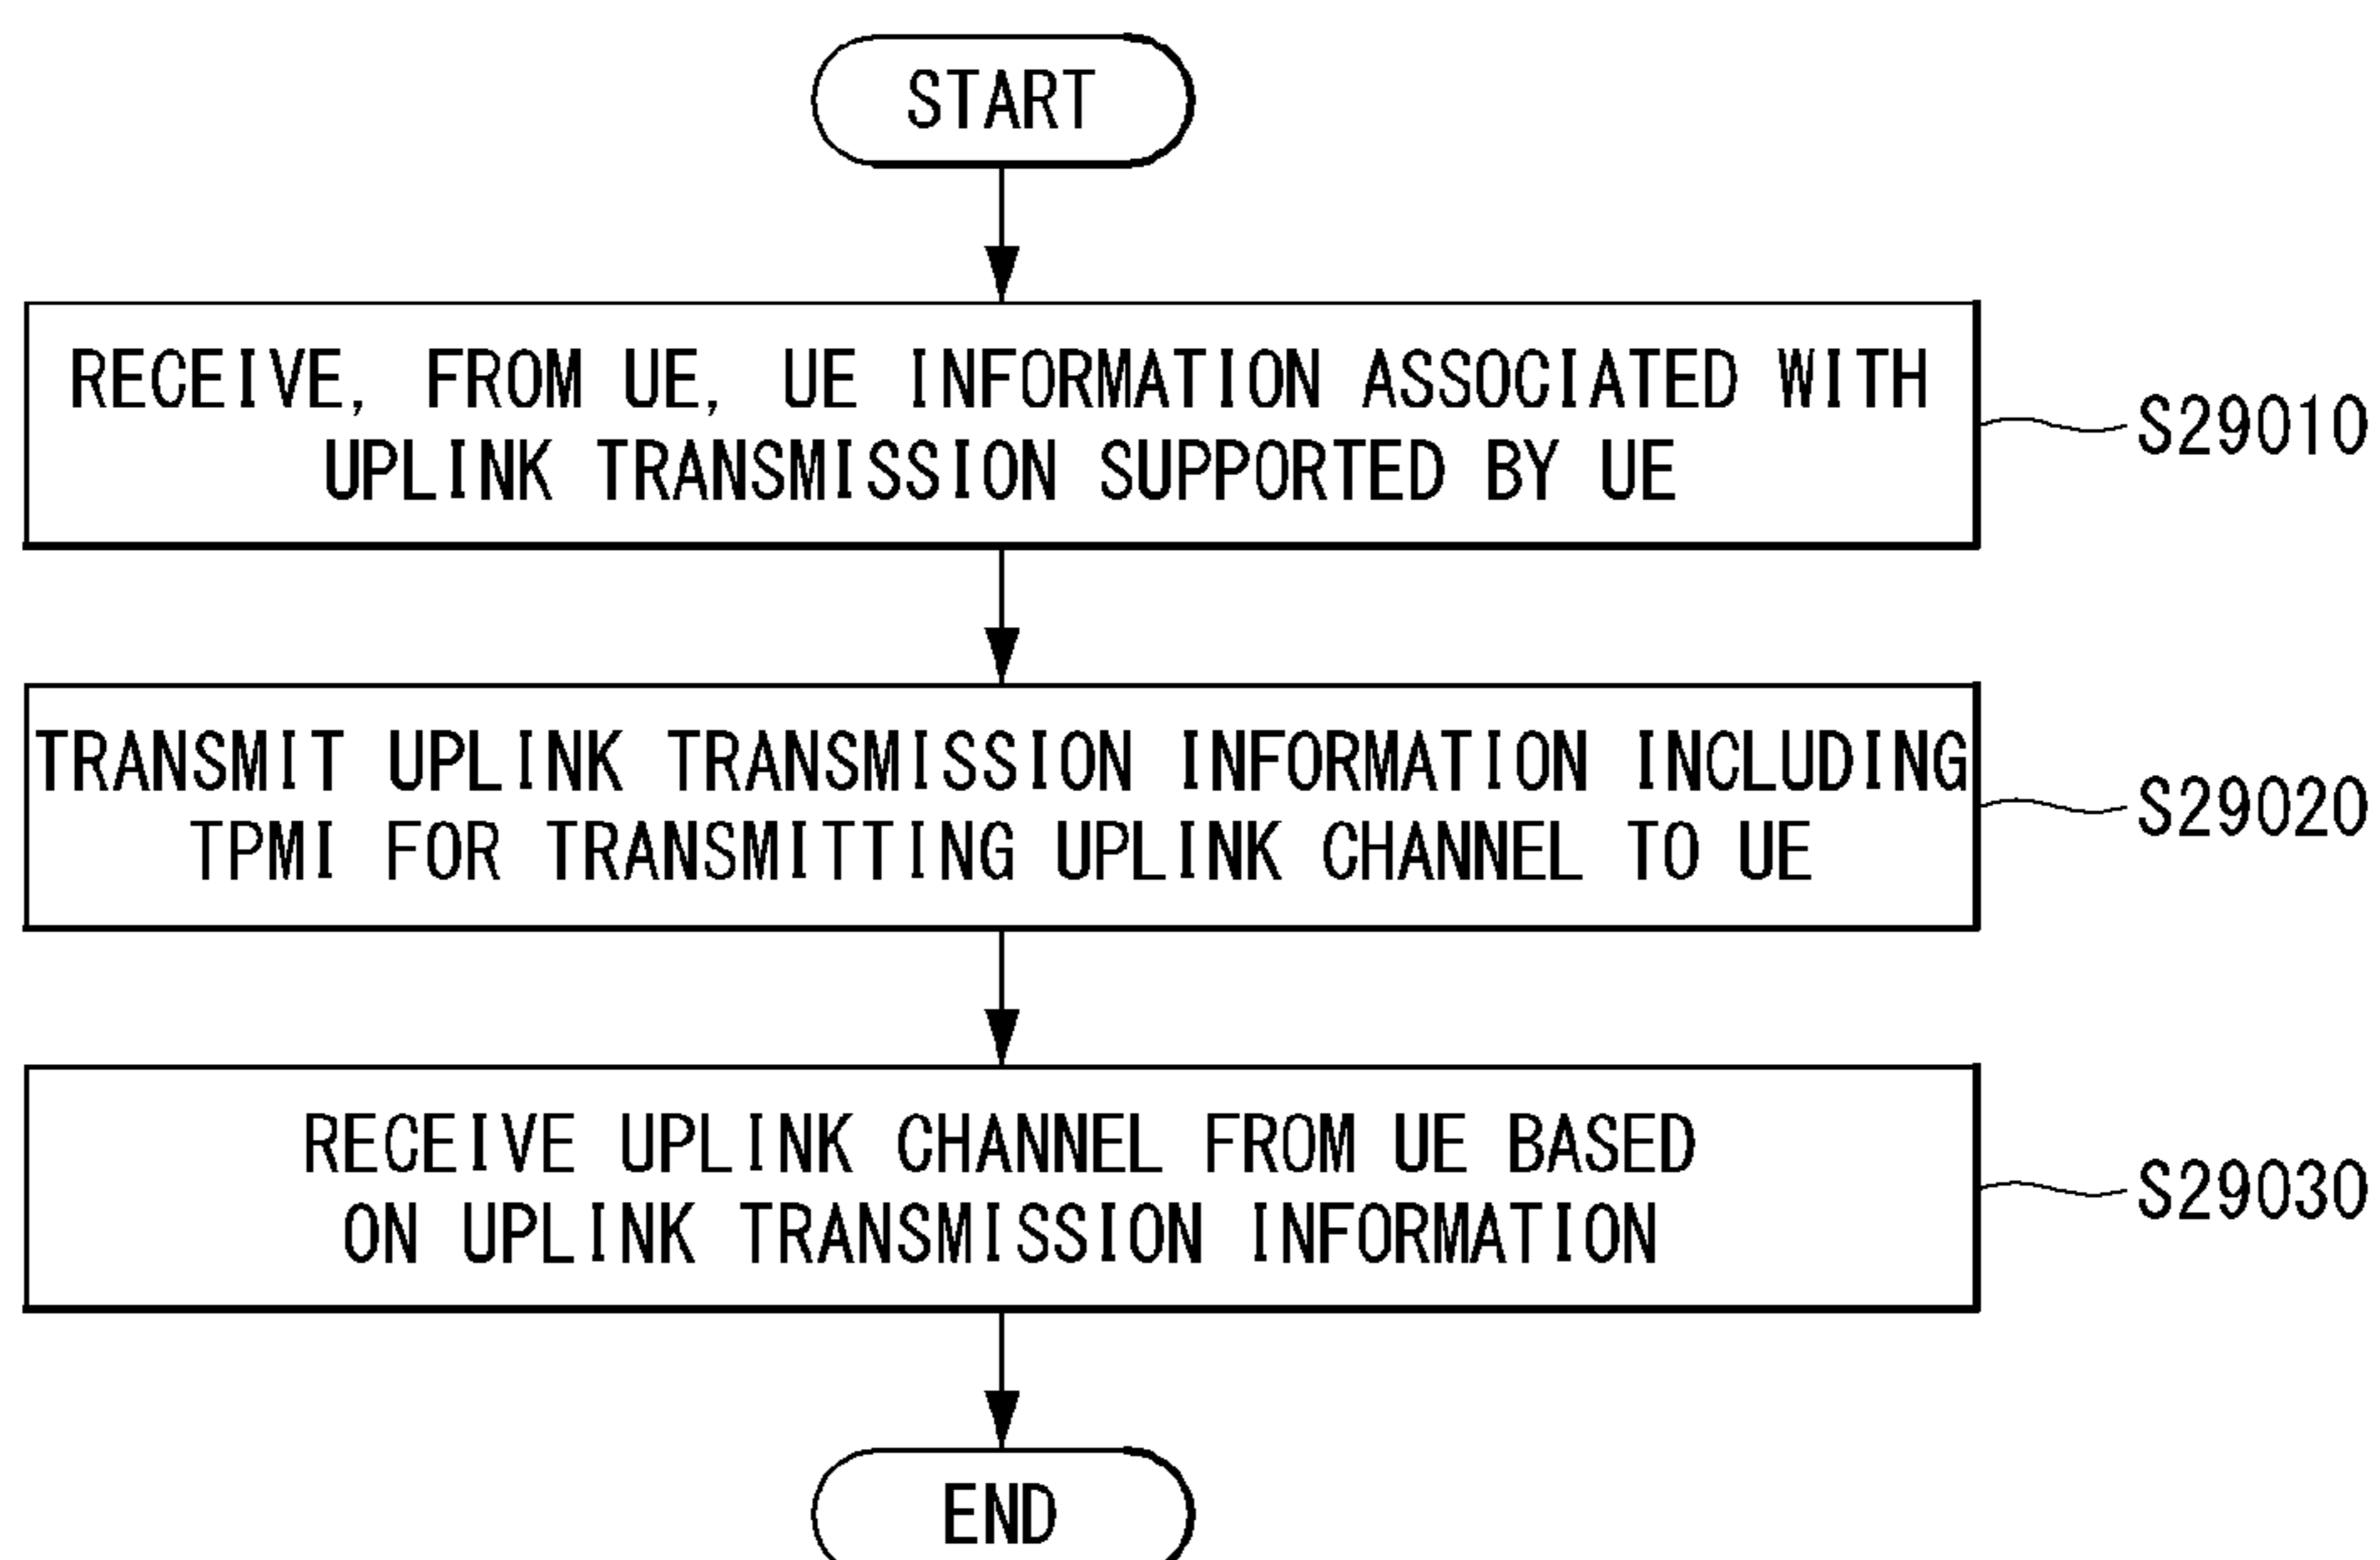 START
RECEIVE, FROM UE, UE INFORMATION ASSOCIATED WITH
UPLINK TRANSMISSION SUPPORTED BY UE
S29010
TRANSMIT UPLINK TRANSMISSION INFORMATION INCLUDING
TPMI FOR TRANSMITTING UPLINK CHANNEL TO UE
S29020
RECEIVE UPLINK CHANNEL FROM UE BASED
ON UPLINK TRANSMISSION INFORMATION
S29030
END